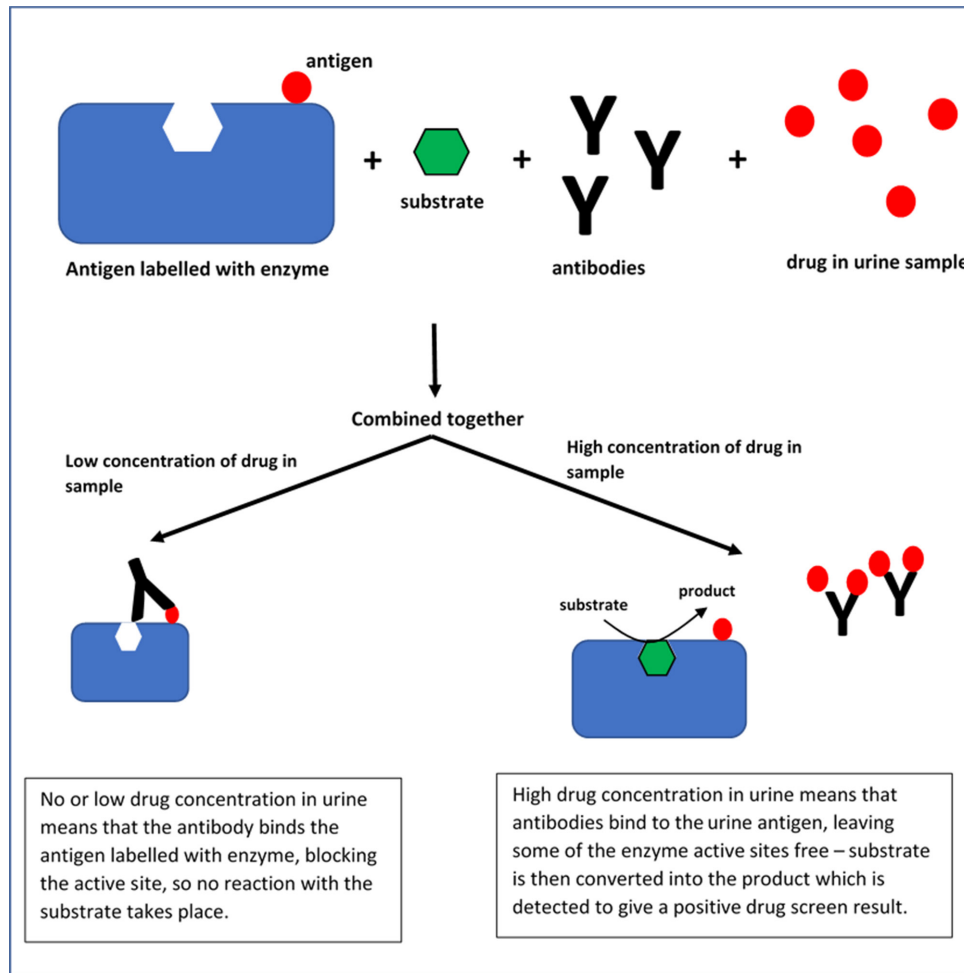 antigen
+
+
+
substrate
Antigen labelled with enzyme
antibodies
drug in urine sample
Combined together
Low concentration of drug in
sample
High concentration of drug in
sample
substrate
product
No or low drug concentration in urine
means that the antibody binds the
antigen labelled with enzyme, blocking
the active site, so no reaction with the
substrate takes place.
High drug concentration in urine means that
antibodies bind to the urine antigen, leaving
some of the enzyme active sites free – substrate
is then converted into the product which is
detected to give a positive drug screen result.